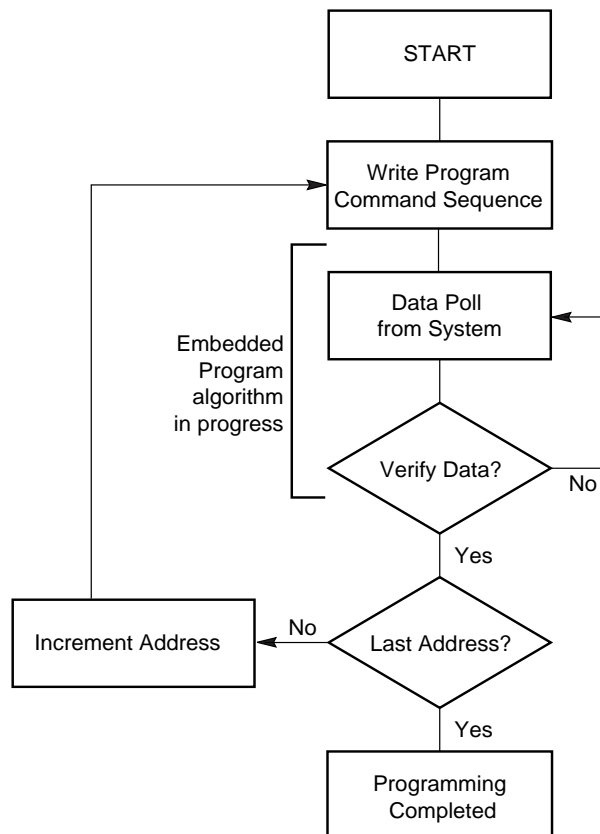 START
Write Program
Command Sequence
Data Poll
from System
Embedded
Program
algorithm
in progress
Verify Data?
No
Yes
Increment Address
No
Last Address?
Yes
Programming
Completed